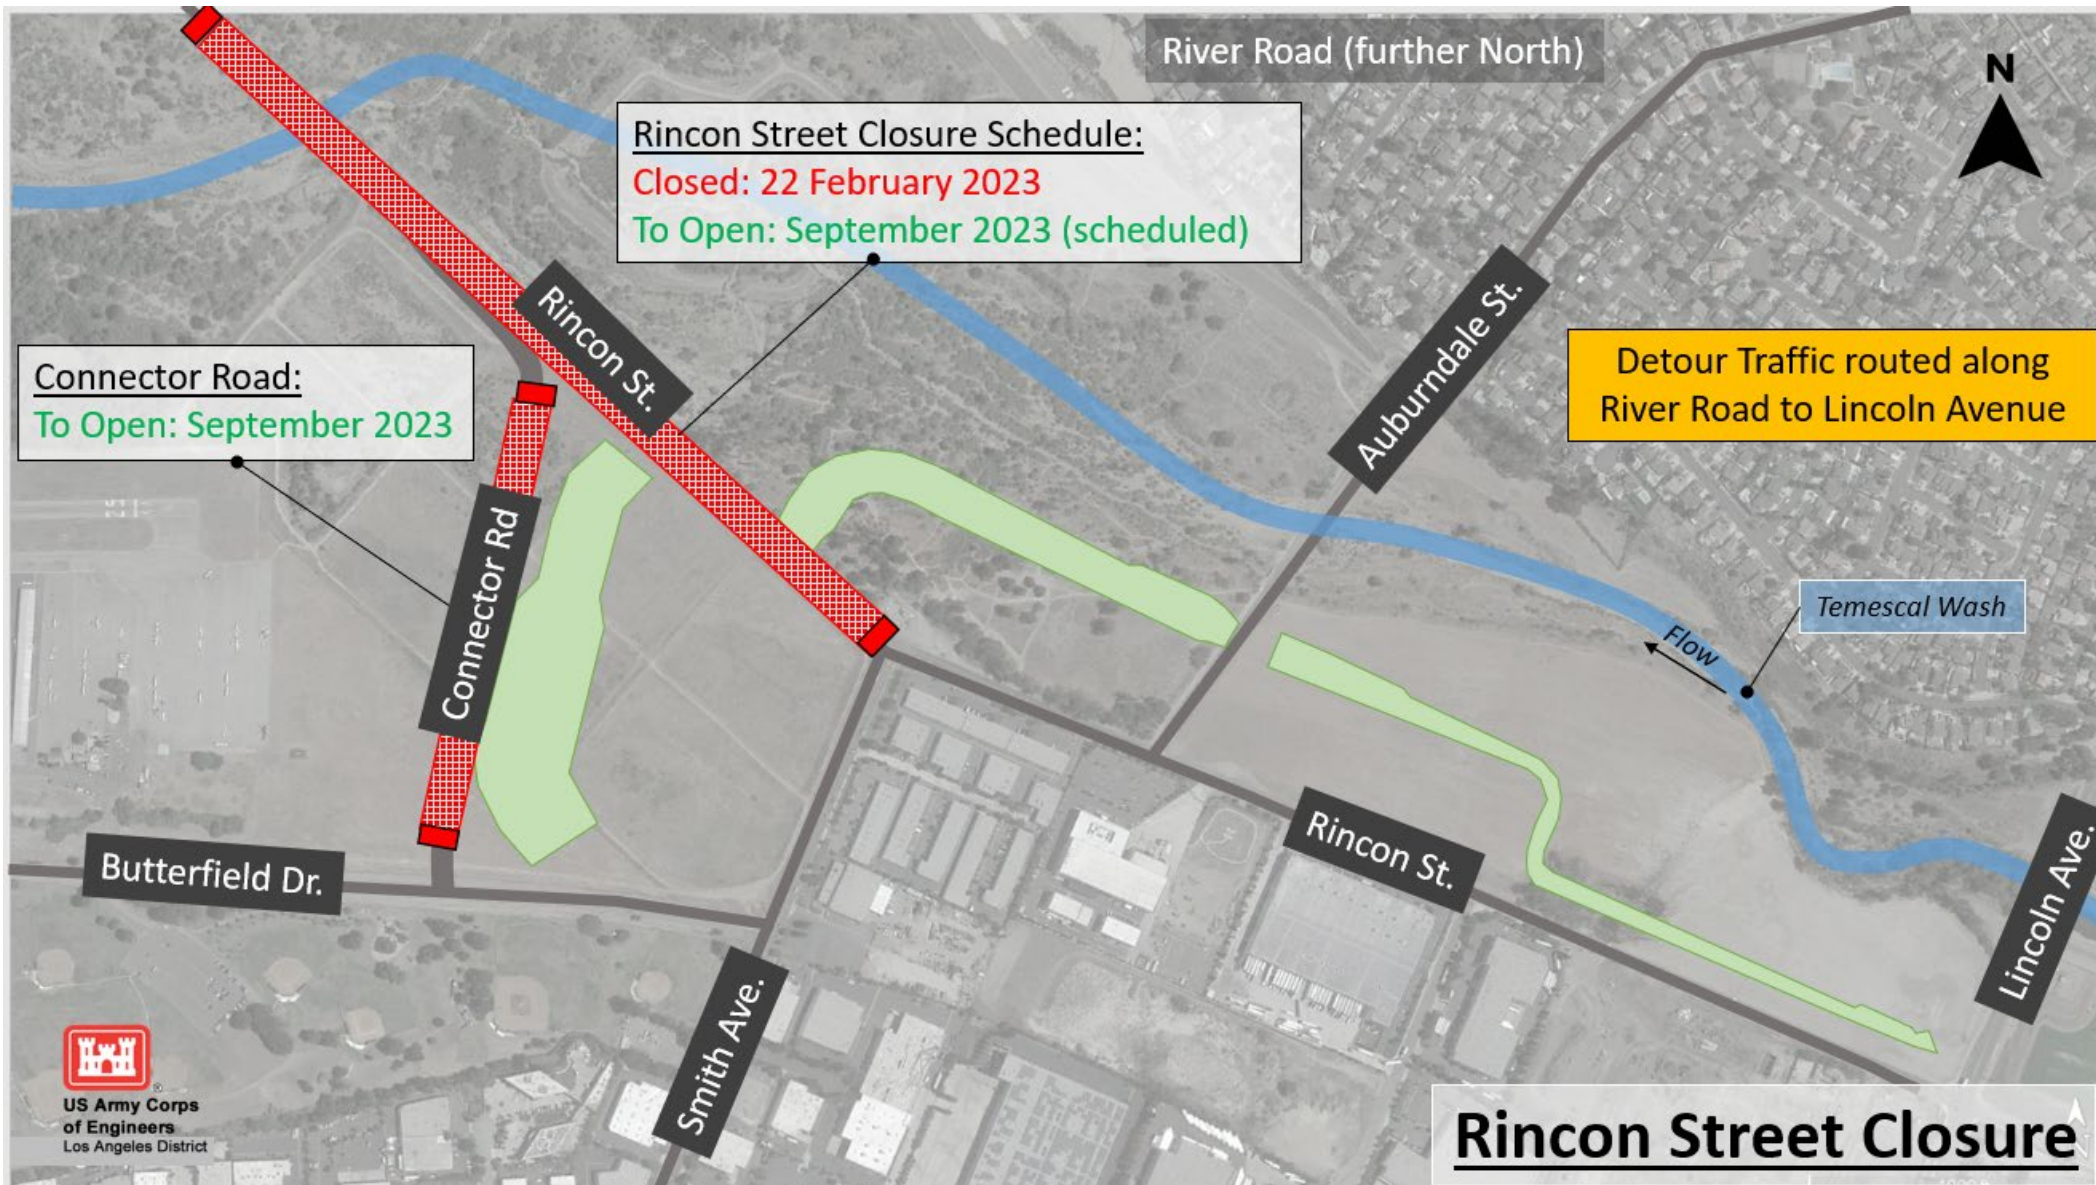 River Road (further North)
N
Rincon Street Closure Schedule:
Closed: 22 February 2023
To Open: September 2023 (scheduled)
Rincon St.
Auburndale St.
Detour Traffic routed along
River Road to Lincoln Avenue
Connector Road:
To Open: September 2023
Connector Rd
Temescal Wash
Flow
Rincon St.
Butterfield Dr.
Lincoln Ave.
Smith Ave.
US Army Corps
of Engineers
Los Angeles District
®
Rincon Street Closure